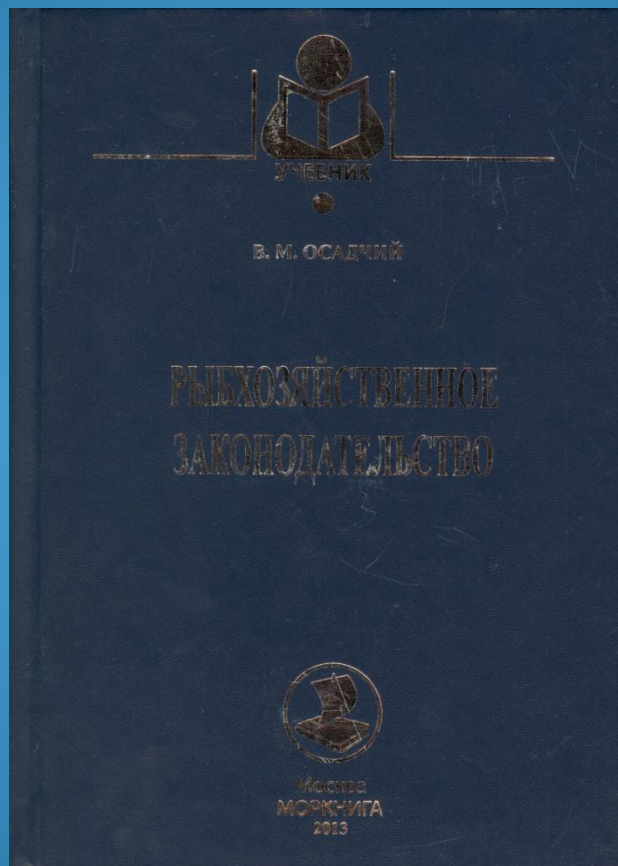 УЧЕБНИК
В. М. ОСАДЧИЙ
РЫБХОЗЯЙСТВЕННОЕ
ЗАКОНОДАТЕЛЬСТВО
Москва
МОРКНИГА
2013